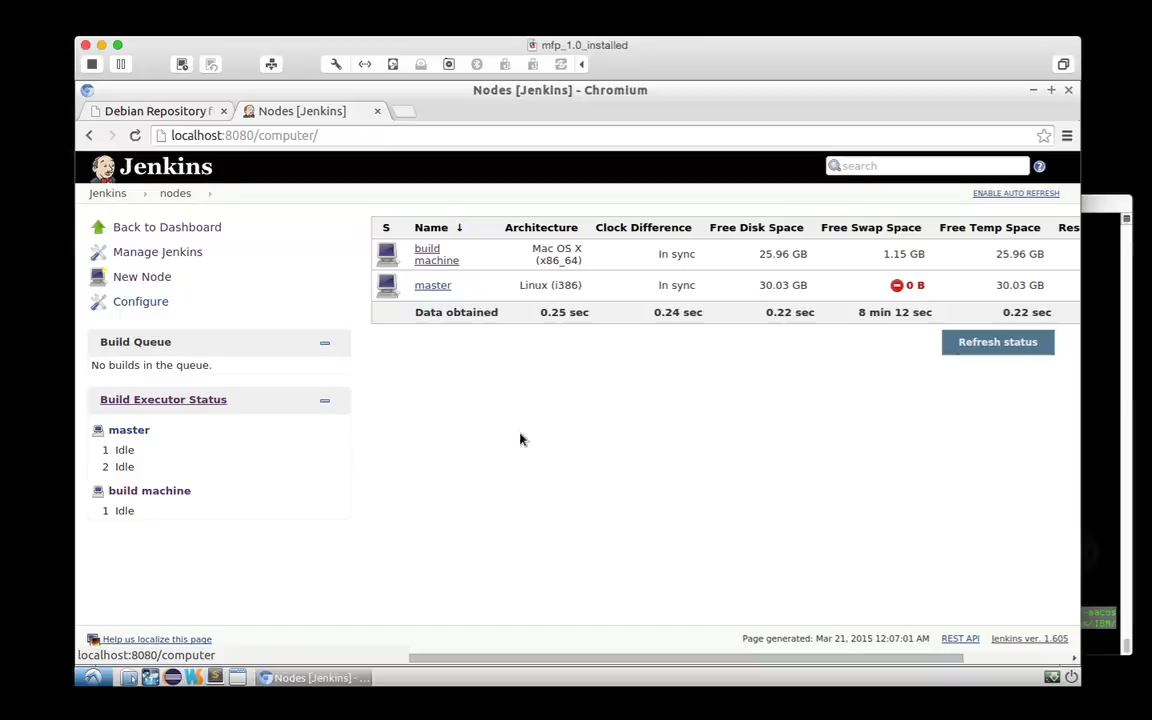 mfp_1.0_installed
Nodes [Jenkins] - Chromium
Debian Repository f
Nodes [Jenkins]
localhost:8080/computer/
Jenkins
search
Jenkins
nodes
ENABLE AUTO REFRESH
Back to Dashboard
Manage Jenkins
New Node
Configure
Build Queue
No builds in the queue.
Build Executor Status
master
1 Idle
2 Idle
build machine
1 Idle
S Name ↓ Architecture Clock Difference Free Disk Space Free Swap Space Free Temp Space Res
build machine Mac OS X (x86_64) In sync 25.96 GB 1.15 GB 25.96 GB
master Linux (i386) In sync 30.03 GB 0 B 30.03 GB
Data obtained 0.25 sec 0.24 sec 0.22 sec 8 min 12 sec 0.22 sec
Refresh status
Help us localize this page
Page generated: Mar 21, 2015 12:07:01 AM REST API Jenkins ver. 1.605
localhost:8080/computer
Nodes [Jenkins] - ...